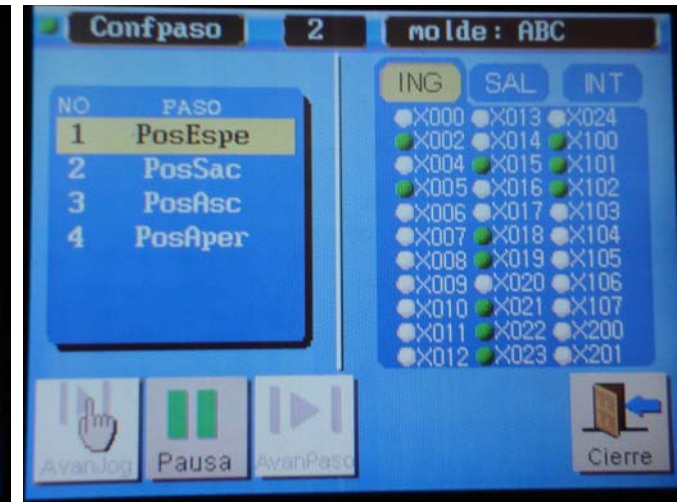 Confpaso 2 molde: ABC
NO PASO
1 PosEspe
2 PosSac
3 PosAsc
4 PosAper
ING SAL INT
X000 X013 X024
X002 X014 X100
X004 X015 X101
X005 X016 X102
X006 X017 X103
X007 X018 X104
X008 X019 X105
X009 X020 X106
X010 X021 X107
X011 X022 X200
X012 X023 X201
AvanJog Pausa AvanPaso Cierre